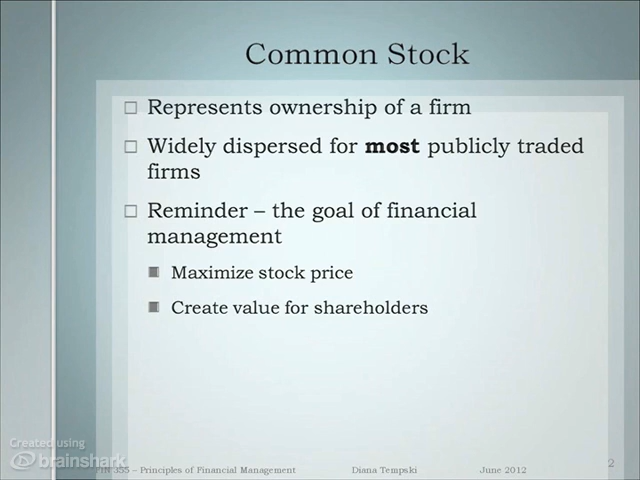 Common Stock
Represents ownership of a firm
Widely dispersed for most publicly traded
firms
Reminder – the goal of financial
management
Maximize stock price
Create value for shareholders
Created using
brainshark
FIN 355 – Principles of Financial Management Diana Tempski June 2012
2